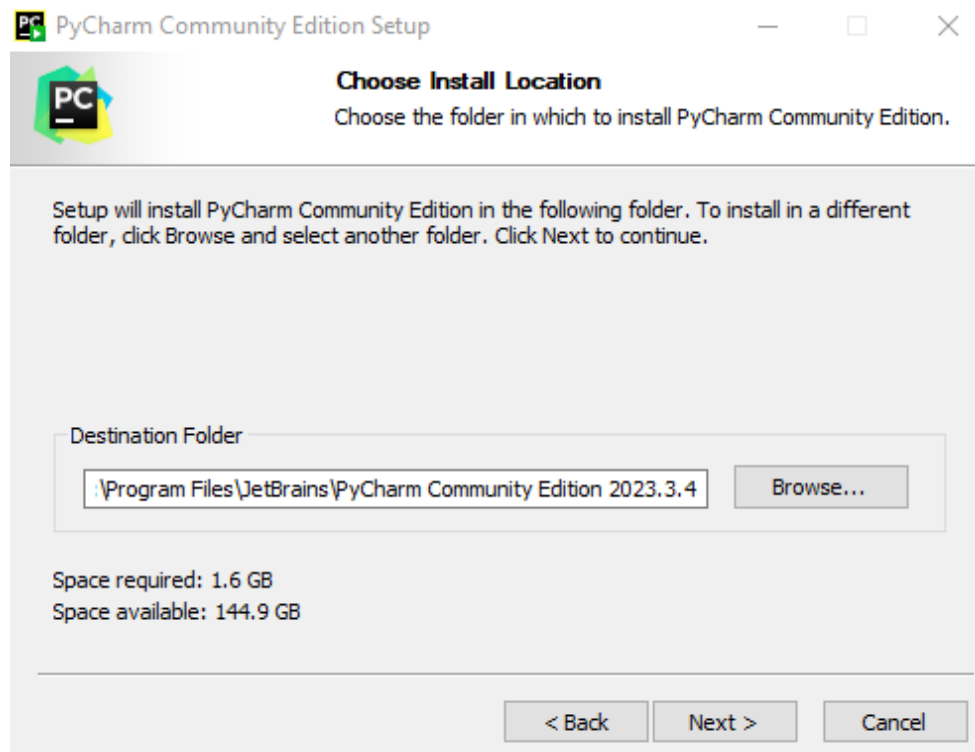 PyCharm Community Edition Setup
PC
Choose Install Location
Choose the folder in which to install PyCharm Community Edition.
Setup will install PyCharm Community Edition in the following folder. To install in a different
folder, click Browse and select another folder. Click Next to continue.
Destination Folder
:\Program Files\JetBrains\PyCharm Community Edition 2023.3.4
Browse...
Space required: 1.6 GB
Space available: 144.9 GB
< Back
Next >
Cancel